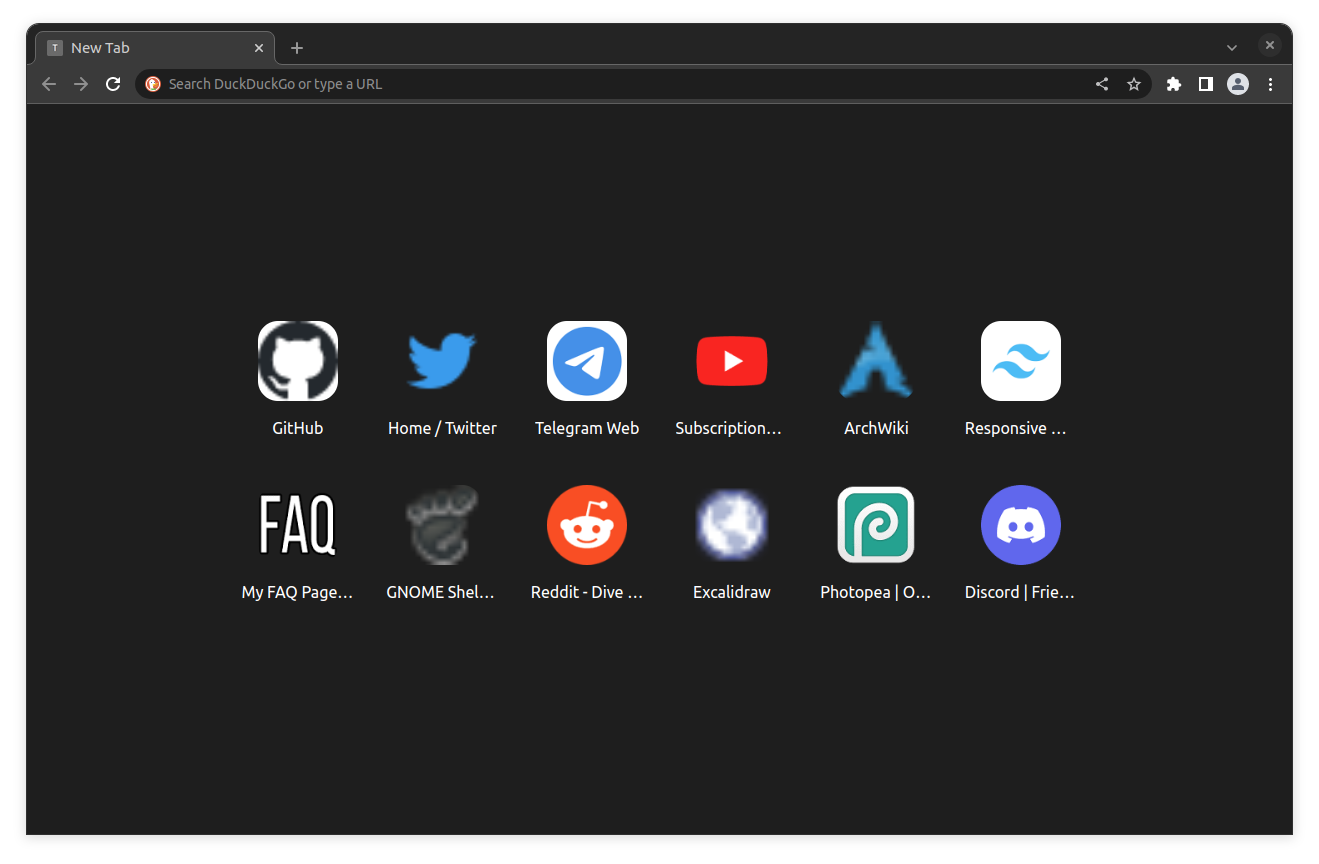 T New Tab
Search DuckDuckGo or type a URL
GitHub
Home / Twitter
Telegram Web
Subscription...
ArchWiki
Responsive ...
FAQ
My FAQ Page...
GNOME Shel...
Reddit - Dive ...
Excalidraw
Photopea | O...
Discord | Frie...